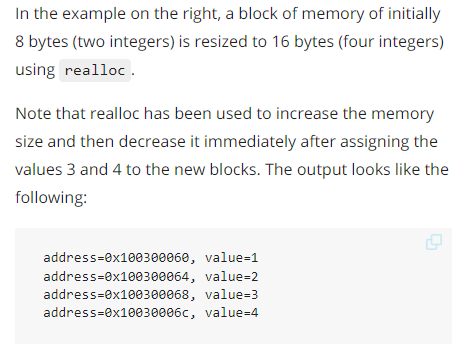 In the example on the right, a block of memory of initially
8 bytes (two integers) is resized to 16 bytes (four integers)
using realloc .
Note that realloc has been used to increase the memory
size and then decrease it immediately after assigning the
values 3 and 4 to the new blocks. The output looks like the
following:
address=0x100300060, value=1
address=0x100300064, value=2
address=0x100300068, value=3
address=0x10030006c, value=4